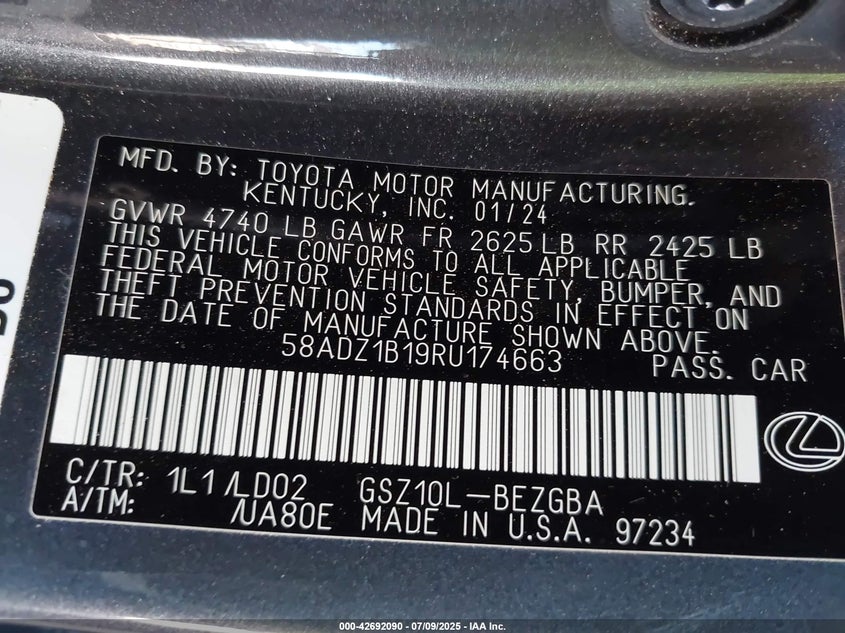 MFD. BY: TOYOTA MOTOR MANUFACTURING.
KENTUCKY, INC. 01/24
GVWR 4740 LB GAWR FR 2625 LB RR 2425 LB
THIS VEHICLE CONFORMS TO ALL APPLICABLE
FEDERAL MOTOR VEHICLE SAFETY, BUMPER, AND
THEFT PREVENTION STANDARDS IN EFFECT ON
THE DATE OF MANUFACTURE SHOWN ABOVE.
58ADZ1B19RU174663 PASS. CAR
C/TR: 1L1/LD02 GSZ10L-BEZGBA
A/TM: /UA80E MADE IN U.S.A. 97234
000-42692090 - 07/09/2025 - IAA Inc.